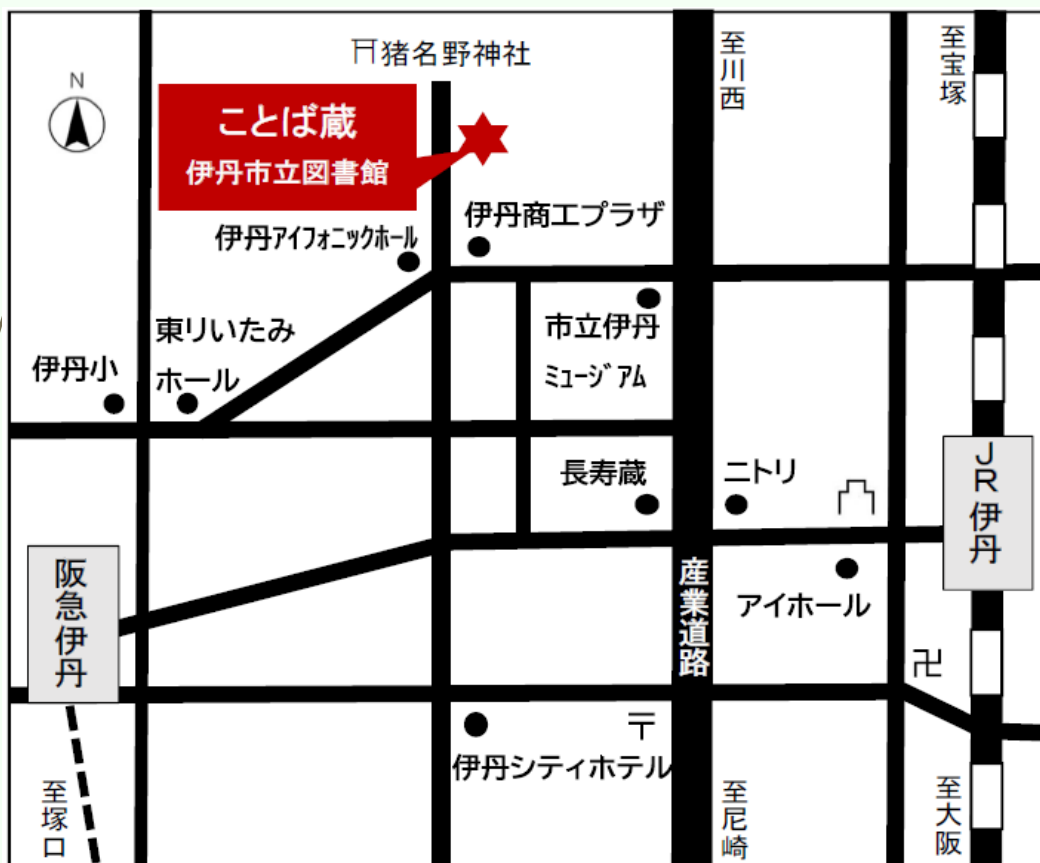 ⛩猪名野神社
至川西
至宝塚
N
ことば蔵
伊丹市立図書館
伊丹商工プラザ
伊丹ｱｲﾌｫﾆｯｸﾎｰﾙ
東リいたみ
ホール
伊丹小
市立伊丹
ﾐｭｰｼﾞｱﾑ
長寿蔵
ニトリ
JR伊丹
阪急伊丹
産業道路
アイホール
卍
〒
伊丹シティホテル
至塚口
至尼崎
至大阪